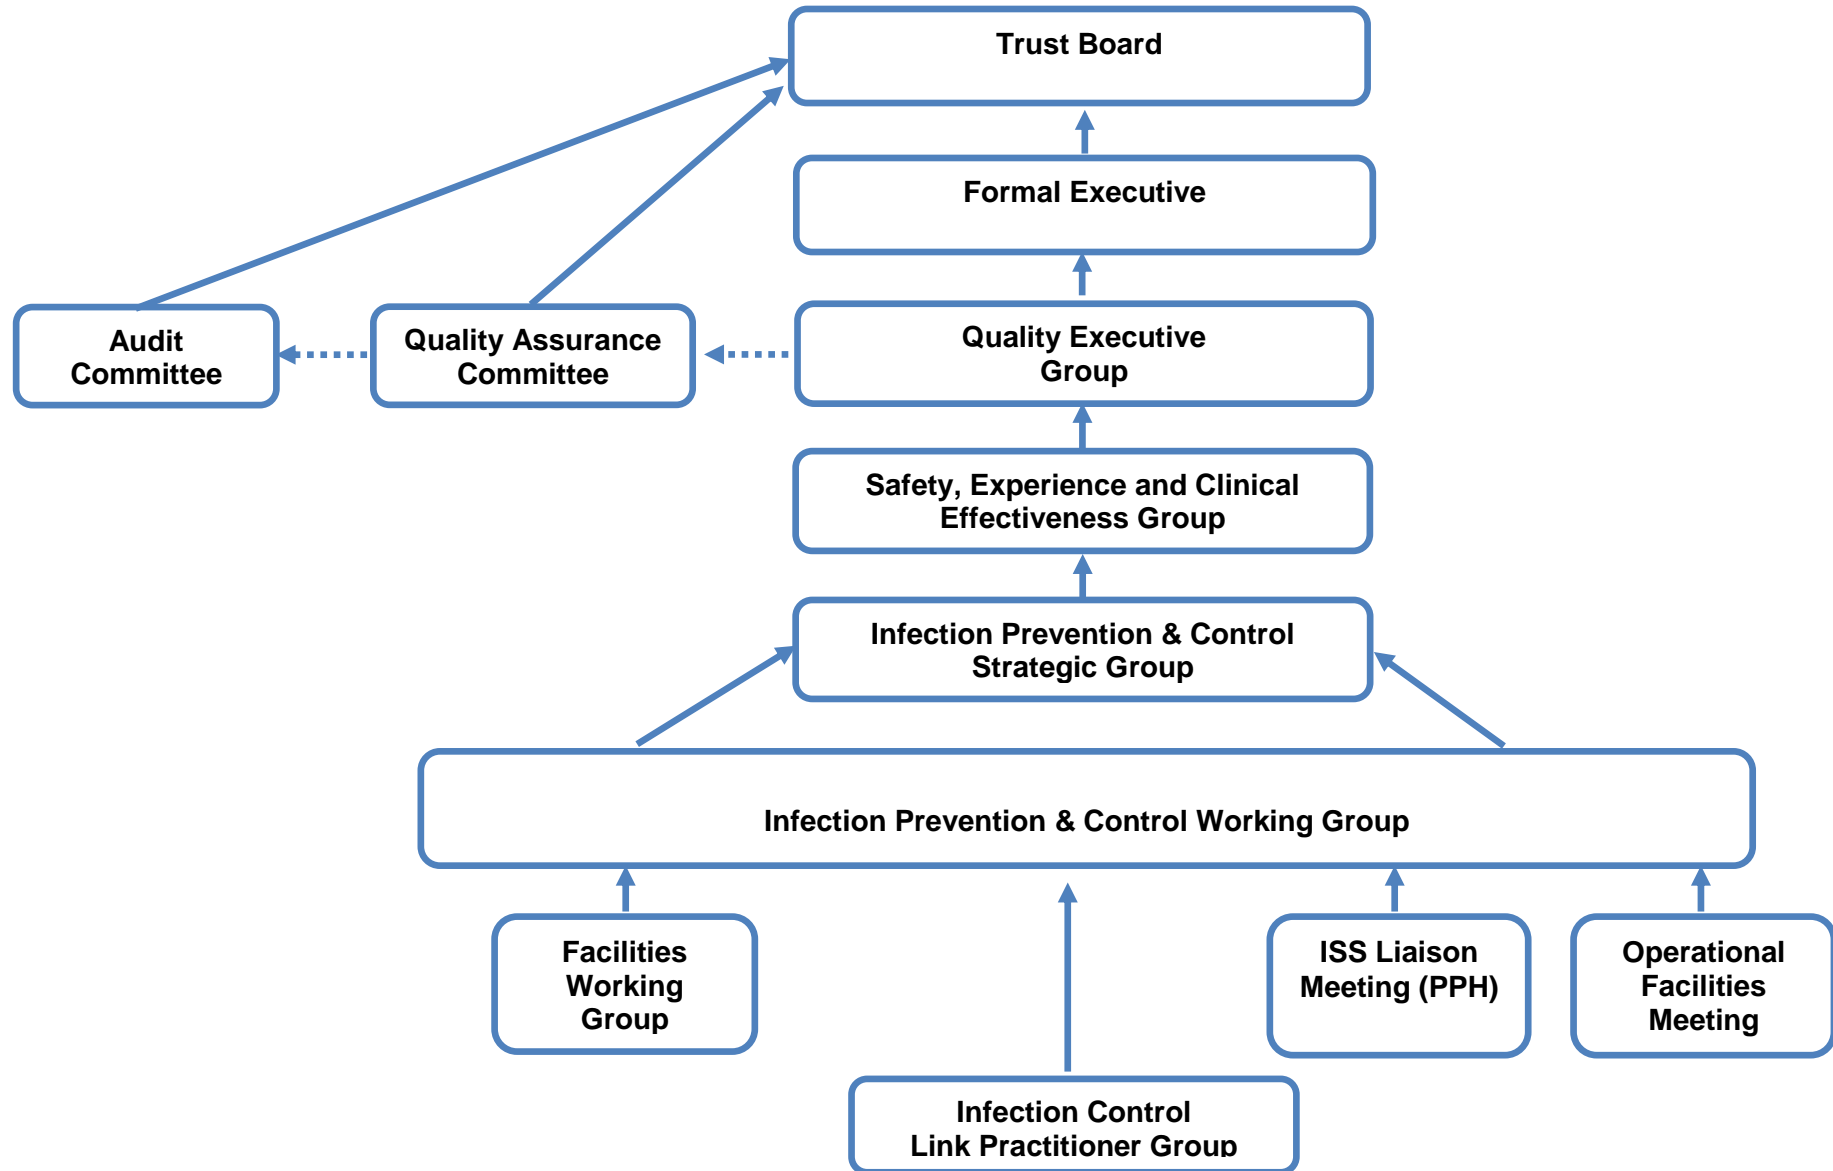 Trust Board
Formal Executive
Audit
Committee
Quality Assurance
Committee
Quality Executive
Group
Safety, Experience and Clinical
Effectiveness Group
Infection Prevention & Control
Strategic Group
Infection Prevention & Control Working Group
Facilities
Working
Group
ISS Liaison
Meeting (PPH)
Operational
Facilities
Meeting
Infection Control
Link Practitioner Group